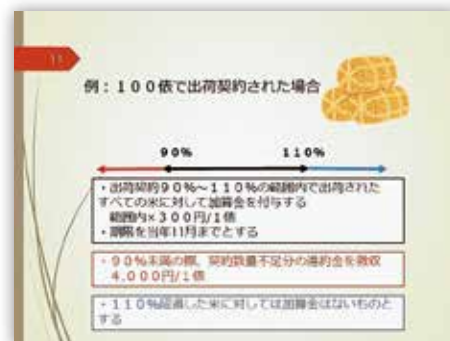 11
例：１００俵で出荷契約された場合
９０％ １１０％
・出荷契約９０％～１１０％の範囲内で出荷された
すべての米に対して加算金を付与する
範囲内×３００円/１俵
・期限を当年11月までとする
・９０％未満の際、契約数量不足分の違約金を徴収
４,０００円/１俵
・１１０％超過した米に対しては加算金はないものと
する